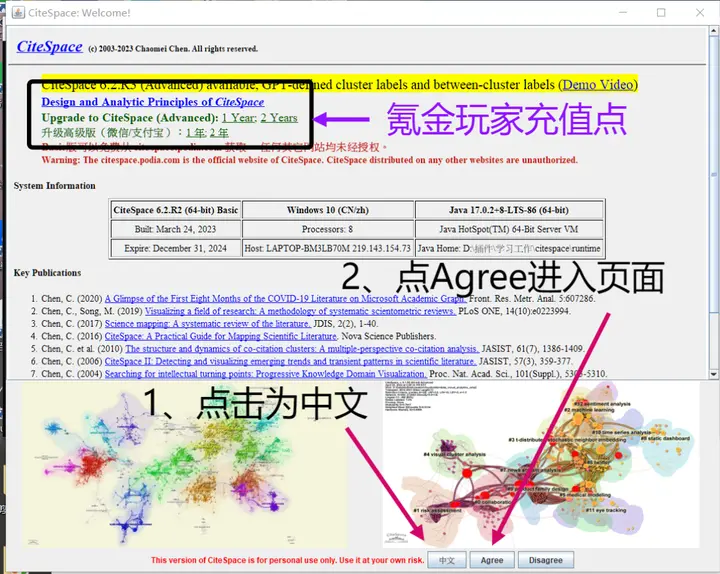 CiteSpace: Welcome!
CiteSpace (c) 2003-2023 Chaomei Chen. All rights reserved.
CiteSpace 6.2.R3 (Advanced) available, GPT-defined cluster labels and between-cluster labels (Demo Video)
Design and Analytic Principles of CiteSpace
Upgrade to CiteSpace (Advanced): 1 Year; 2 Years
升级高级版（微信/支付宝）：1 年; 2 年
氪金玩家充值点
任何其它网站均未经授权。
Warning: The citespace.podia.com is the official website of CiteSpace. CiteSpace distributed on any other websites are unauthorized.
System Information
CiteSpace 6.2.R2 (64-bit) Basic Windows 10 (CN/zh) Java 17.0.2+8-LTS-86 (64-bit)
Built: March 24, 2023 Processors: 8 Java HotSpot(TM) 64-Bit Server VM
Expire: December 31, 2024 Host: LAPTOP-BM3LB70M 219.143.154.73 Java Home: D:\插件\学习工作\citespace\runtime
2、点Agree进入页面
Key Publications
1. Chen, C. (2020) A Glimpse of the First Eight Months of the COVID-19 Literature on Microsoft Academic Graph. Front. Res. Metr. Anal. 5:607286.
2. Chen, C., Song, M. (2019) Visualizing a field of research: A methodology of systematic scientometric reviews. PLoS ONE, 14(10):e0223994.
3. Chen, C. (2017) Science mapping: A systematic review of the literature. JDIS, 2(2), 1-40.
4. Chen, C. (2016) CiteSpace: A Practical Guide for Mapping Scientific Literature. Nova Science Publishers.
5. Chen, C. et al. (2010) The structure and dynamics of co-citation clusters: A multiple-perspective co-citation analysis. JASIST, 61(7), 1386-1409.
6. Chen, C. (2006) CiteSpace II: Detecting and visualizing emerging trends and transient patterns in scientific literature. JASIST, 57(3), 359-377.
7. Chen, C. (2004) Searching for intellectual turning points: Progressive Knowledge Domain Visualization. Proc. Nat. Acad. Sci., 101(Suppl.), 5303-5310.
1、点击为中文
#12 sentiment analysis
#2 machine learning
#10 time series analysis
#3 t-distributed stochastic neighbor embedding
#8 static dashboard
#4 visual cluster analysis
#5 medical modeling
#11 eye tracking
#1 risk assessment
This version of CiteSpace is for personal use only. Use it at your own risk.
中文
Agree
Disagree